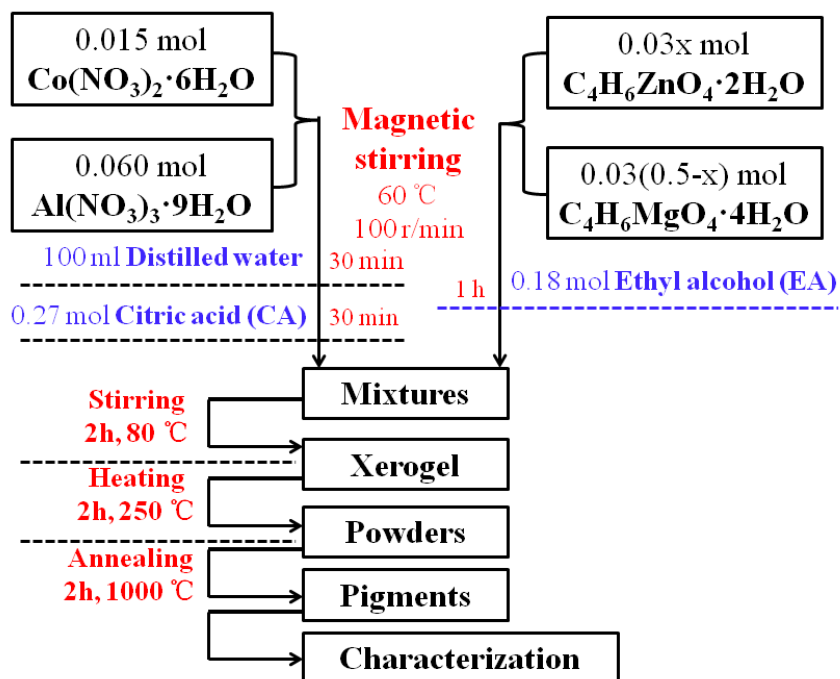 0.015 mol
Co(NO₃)₂·6H₂O
0.060 mol
Al(NO₃)₃·9H₂O
Magnetic
stirring
60 ℃
100 r/min
0.03x mol
C₄H₆ZnO₄·2H₂O
0.03(0.5-x) mol
C₄H₆MgO₄·4H₂O
100 ml Distilled water
30 min
0.27 mol Citric acid (CA)
30 min
1 h
0.18 mol Ethyl alcohol (EA)
Mixtures
Stirring
2h, 80 ℃
Xerogel
Heating
2h, 250 ℃
Powders
Annealing
2h, 1000 ℃
Pigments
Characterization